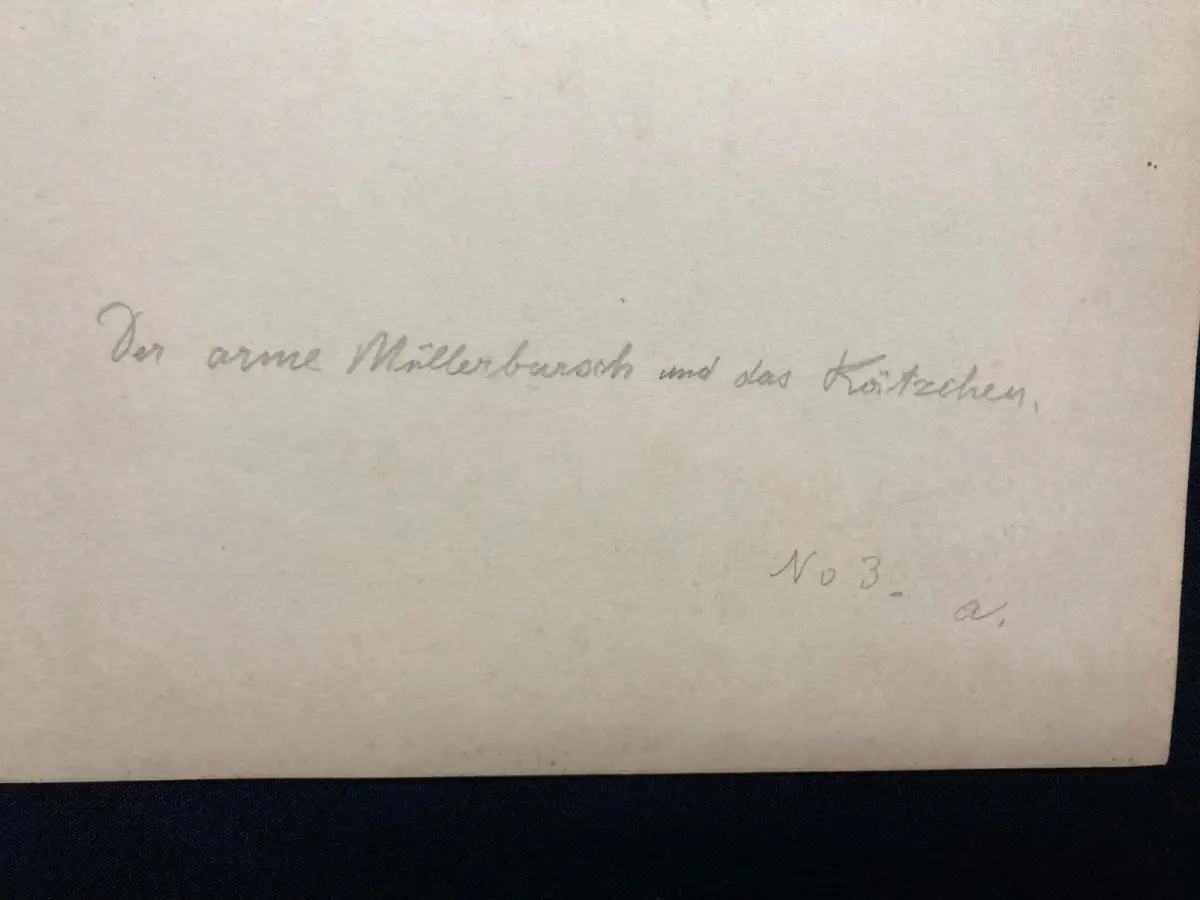 Der arme Müllerbursch und das Kätzchen.
No 3. a.